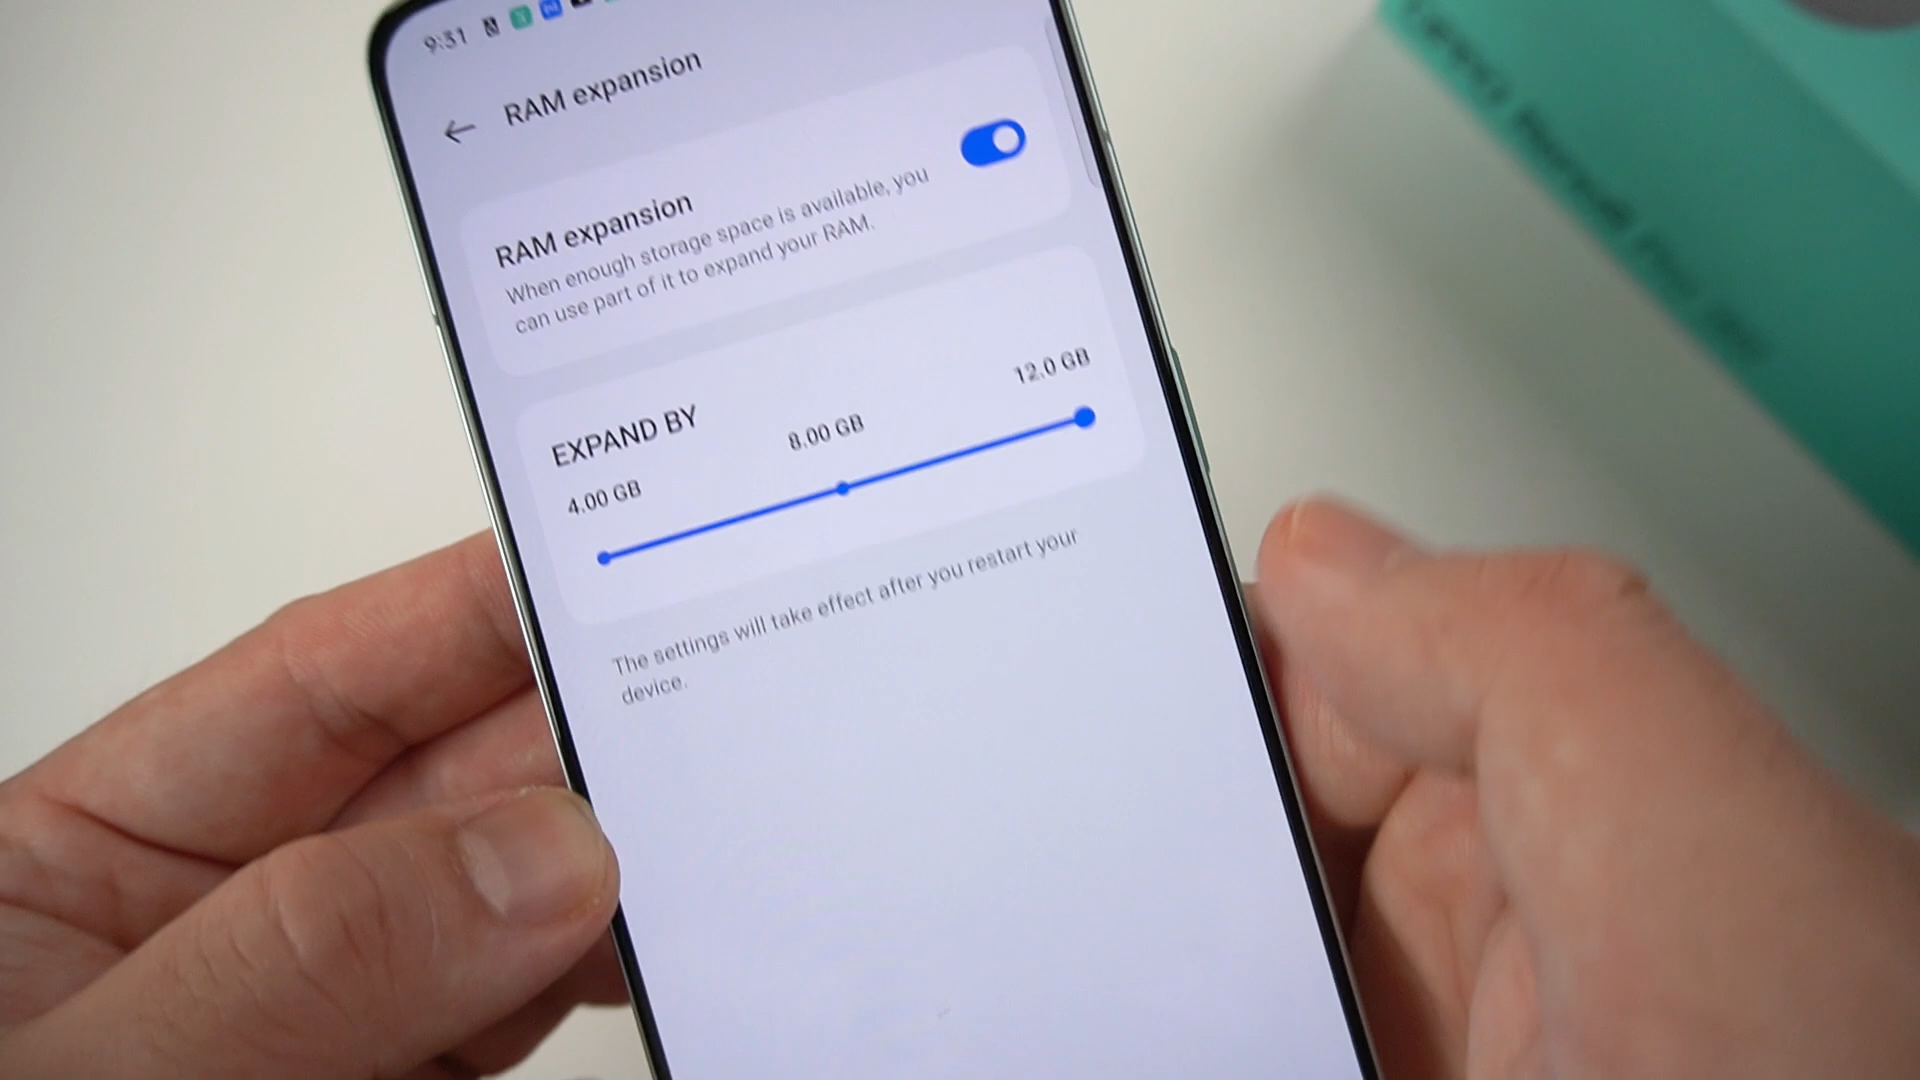 9:31
RAM expansion
RAM expansion
When enough storage space is available, you
can use part of it to expand your RAM.
EXPAND BY
4.00 GB
8.00 GB
12.0 GB
The settings will take effect after you restart your
device.